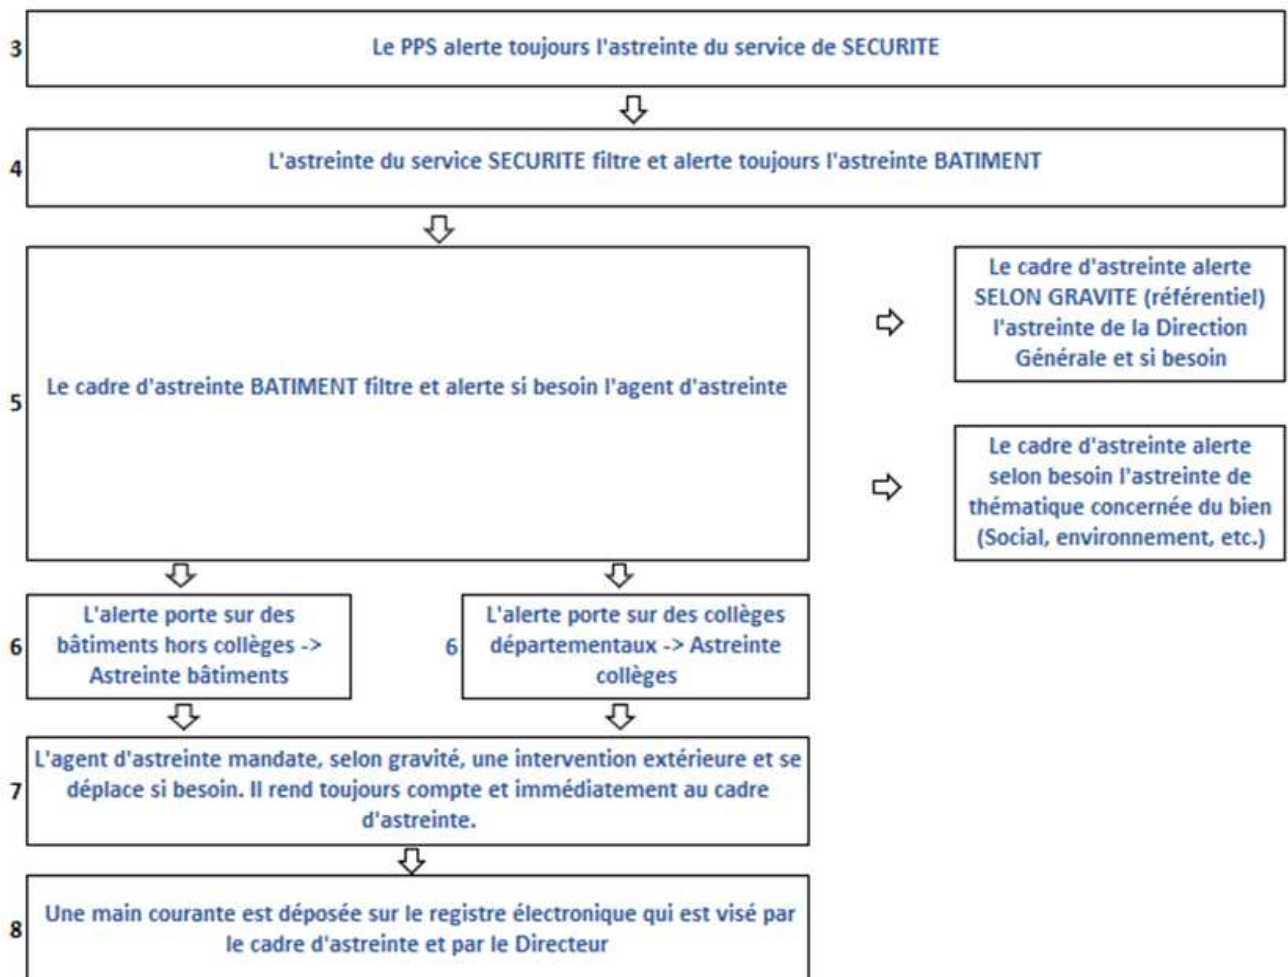 3
Le PPS alerte toujours l'astreinte du service de SECURITE
4
L'astreinte du service SECURITE filtre et alerte toujours l'astreinte BATIMENT
5
Le cadre d'astreinte BATIMENT filtre et alerte si besoin l'agent d'astreinte
Le cadre d'astreinte alerte
SELON GRAVITE (référentiel)
l'astreinte de la Direction
Générale et si besoin
Le cadre d'astreinte alerte
selon besoin l'astreinte de
thématique concernée du bien
(Social, environnement, etc.)
6
L'alerte porte sur des
bâtiments hors collèges ->
Astreinte bâtiments
6
L'alerte porte sur des collèges
départementaux -> Astreinte
collèges
7
L'agent d'astreinte mandate, selon gravité, une intervention extérieure et se
déplace si besoin. Il rend toujours compte et immédiatement au cadre
d'astreinte.
8
Une main courante est déposée sur le registre électronique qui est visé par
le cadre d'astreinte et par le Directeur